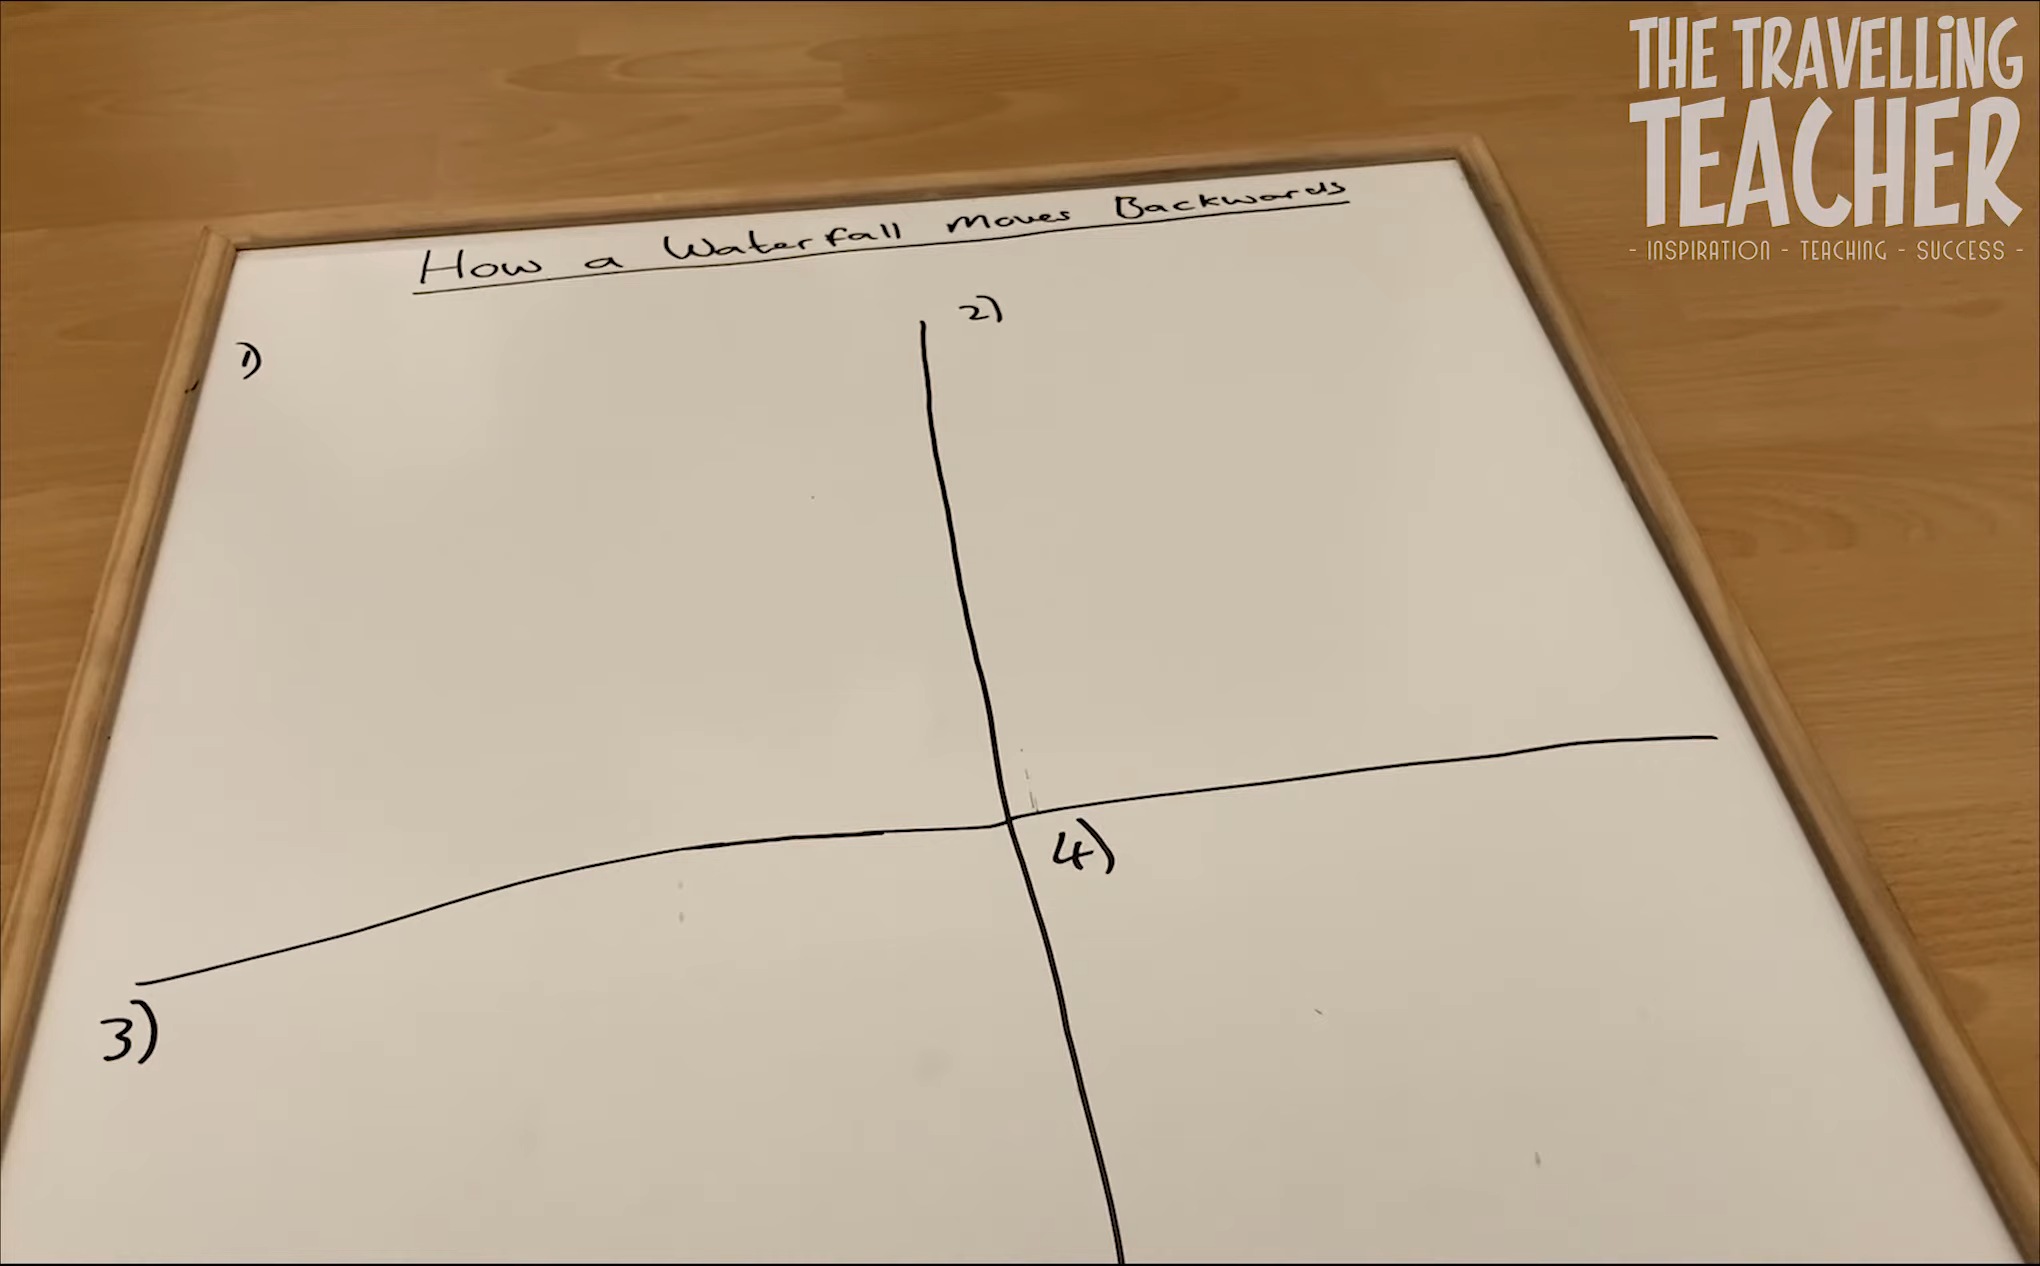 THE TRAVELLING
TEACHER
- INSPIRATION - TEACHING - SUCCESS -
How a Waterfall Moves Backwards
1)
2)
3)
4)